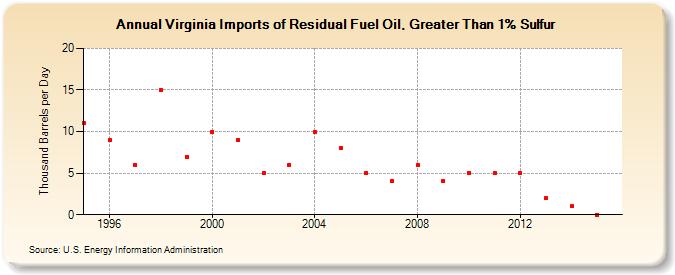 Annual Virginia Imports of Residual Fuel Oil, Greater Than 1% Sulfur
Thousand Barrels per Day
20
15
10
5
0
1996 2000 2004 2008 2012
Source: U.S. Energy Information Administration